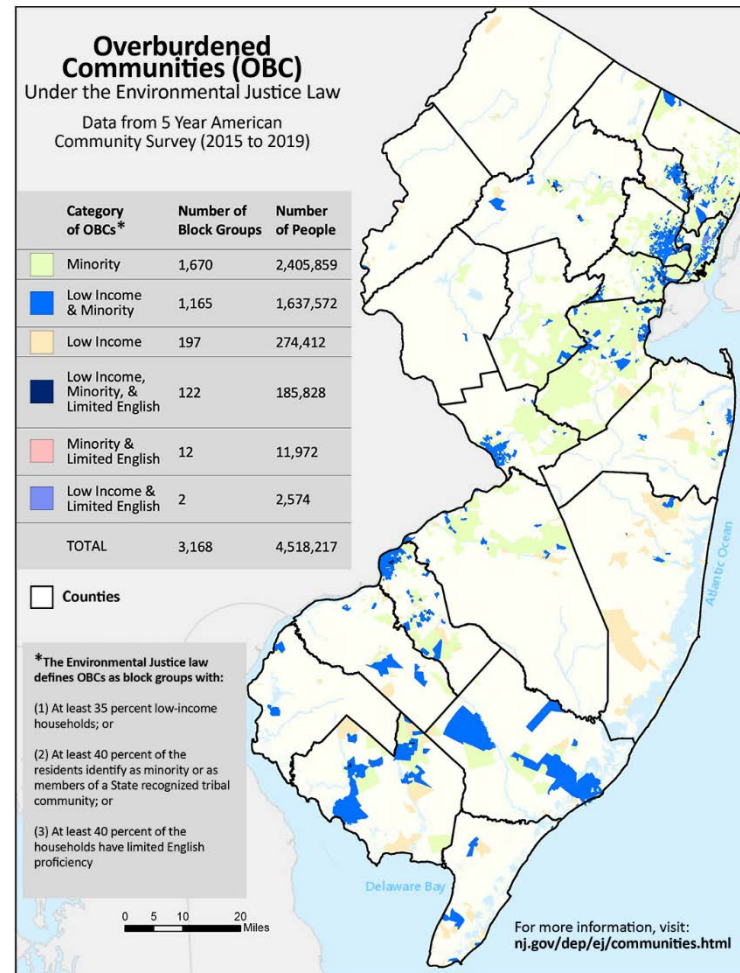 Overburdened
Communities (OBC)
Under the Environmental Justice Law
Data from 5 Year American
Community Survey (2015 to 2019)
Category of OBCs* Number of Block Groups Number of People
Minority 1,670 2,405,859
Low Income & Minority 1,165 1,637,572
Low Income 197 274,412
Low Income, Minority, & Limited English 122 185,828
Minority & Limited English 12 11,972
Low Income & Limited English 2 2,574
TOTAL 3,168 4,518,217
Counties
*The Environmental Justice law
defines OBCs as block groups with:
(1) At least 35 percent low-income
households; or
(2) At least 40 percent of the
residents identify as minority or as
members of a State recognized tribal
community; or
(3) At least 40 percent of the
households have limited English
proficiency
0 5 10 20
Miles
Atlantic Ocean
Delaware Bay
For more information, visit:
nj.gov/dep/ej/communities.html